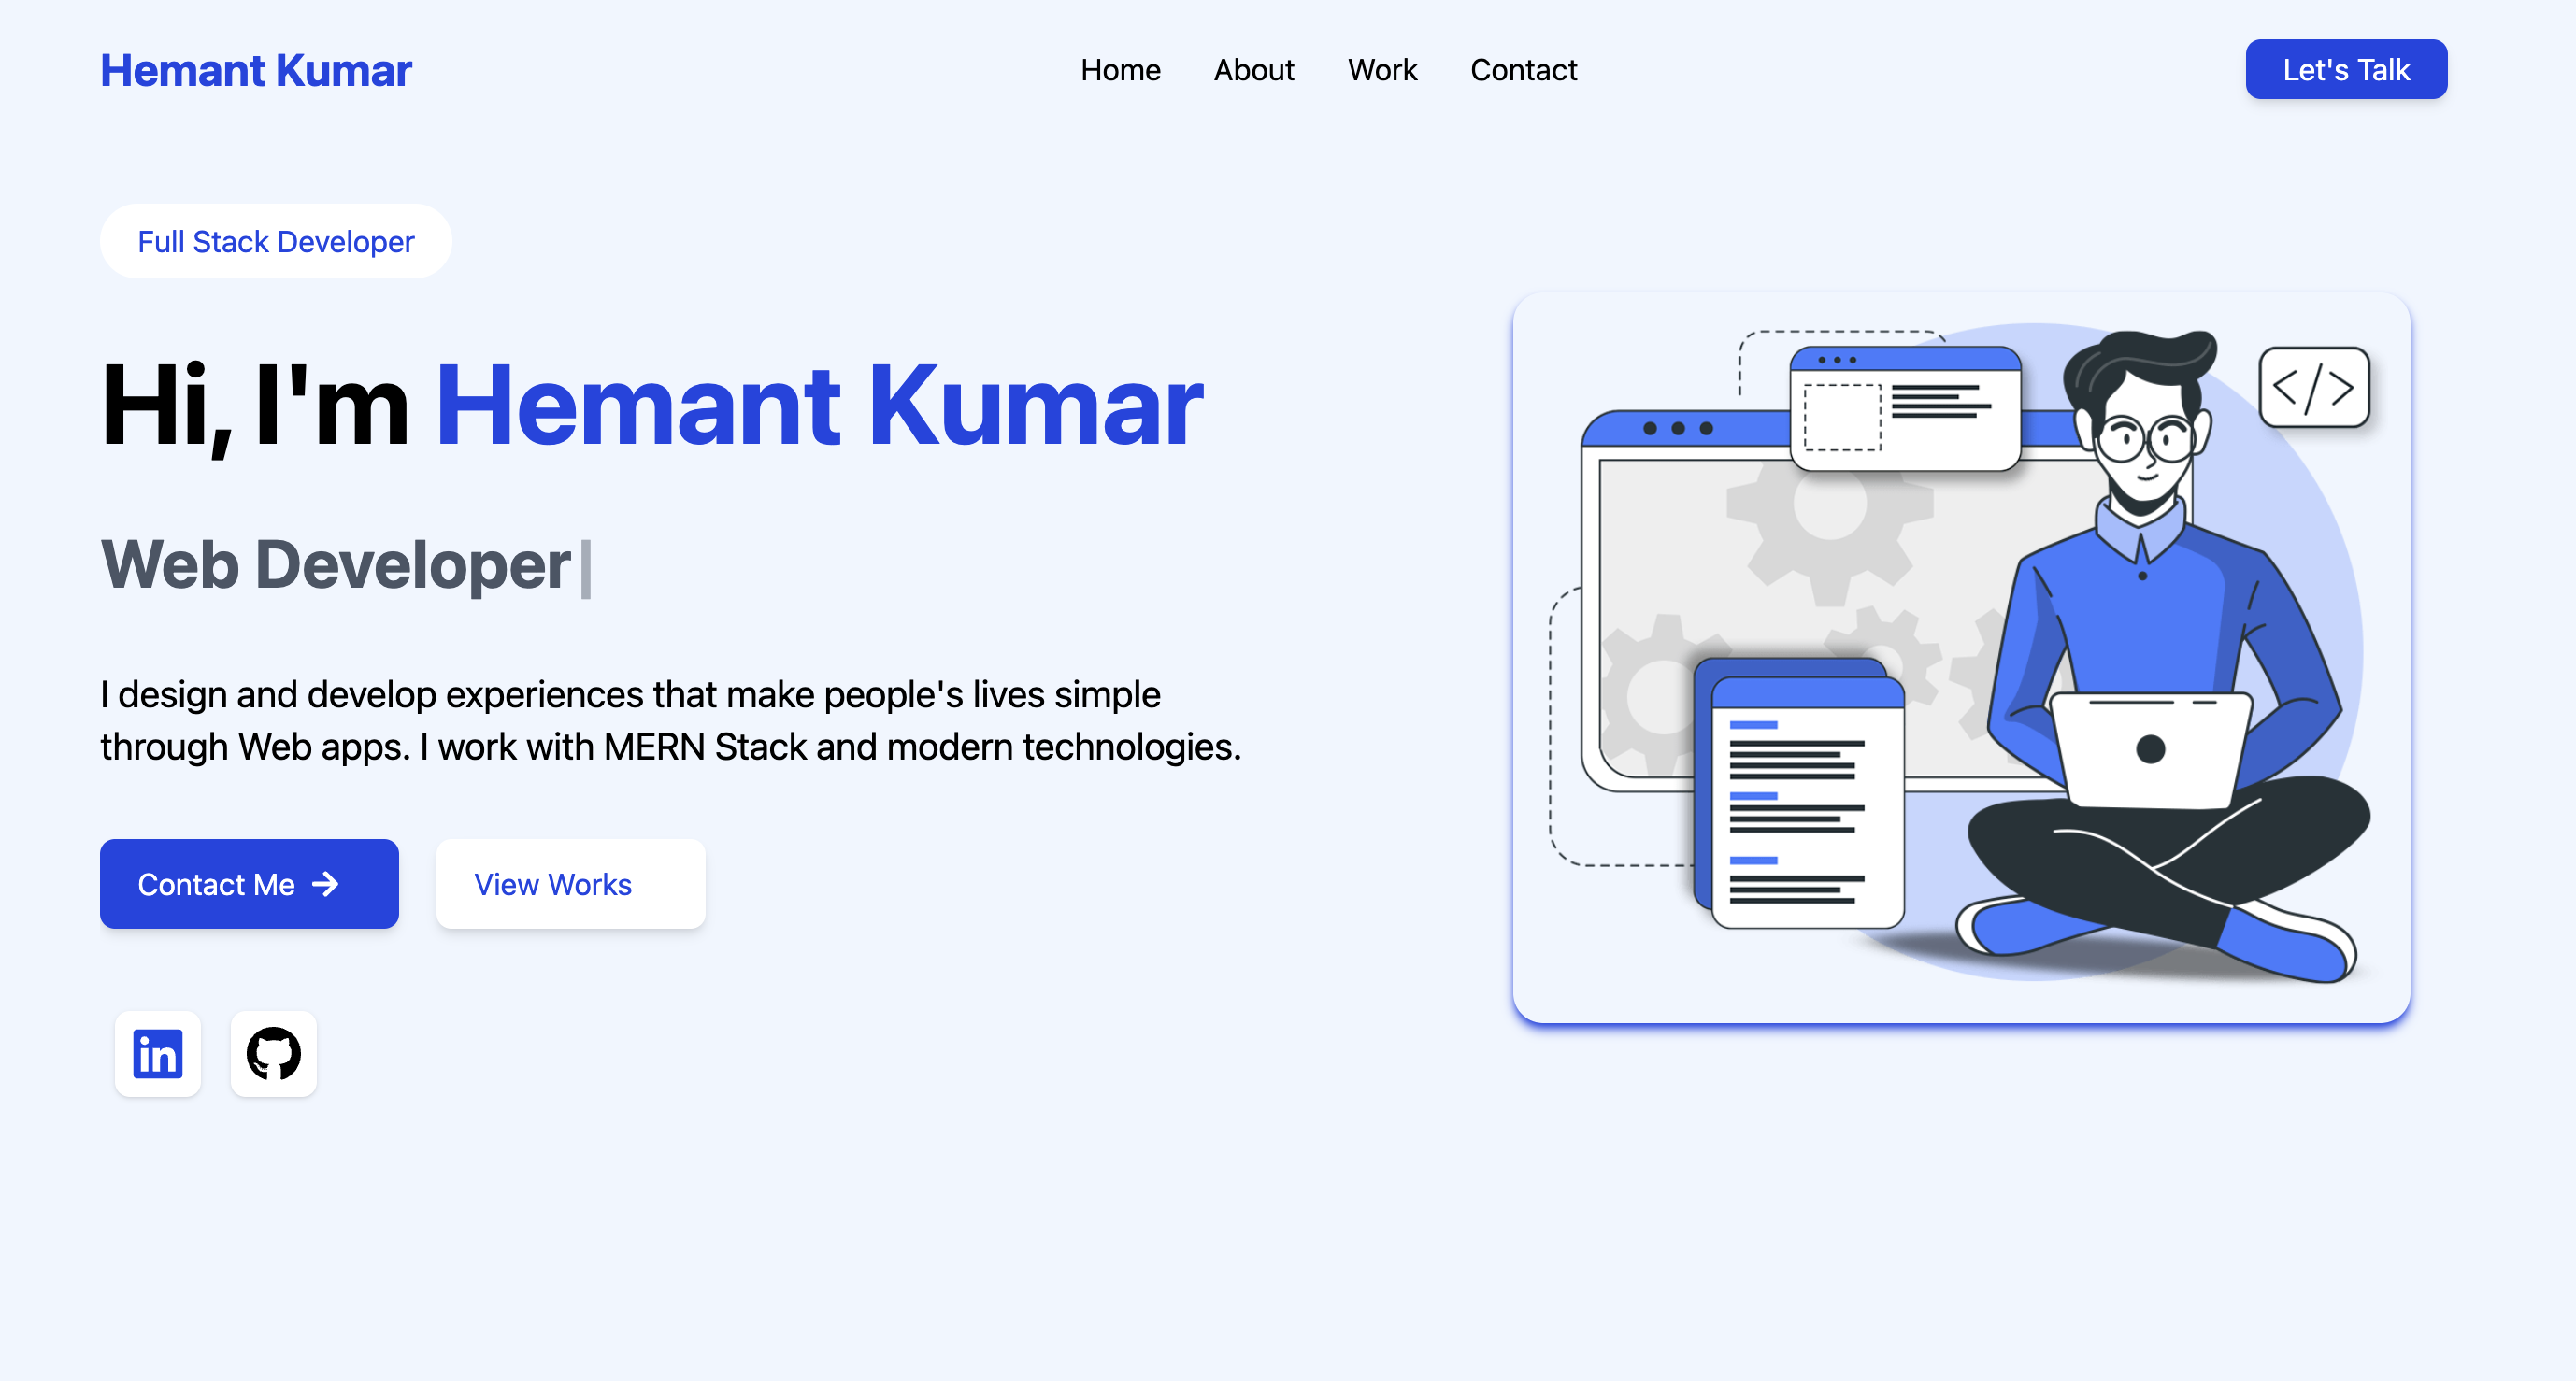 Hemant Kumar
Home About Work Contact
Let's Talk
Full Stack Developer
Hi, I'm Hemant Kumar
Web Developer|
I design and develop experiences that make people's lives simple
through Web apps. I work with MERN Stack and modern technologies.
Contact Me →
View Works
in
</>